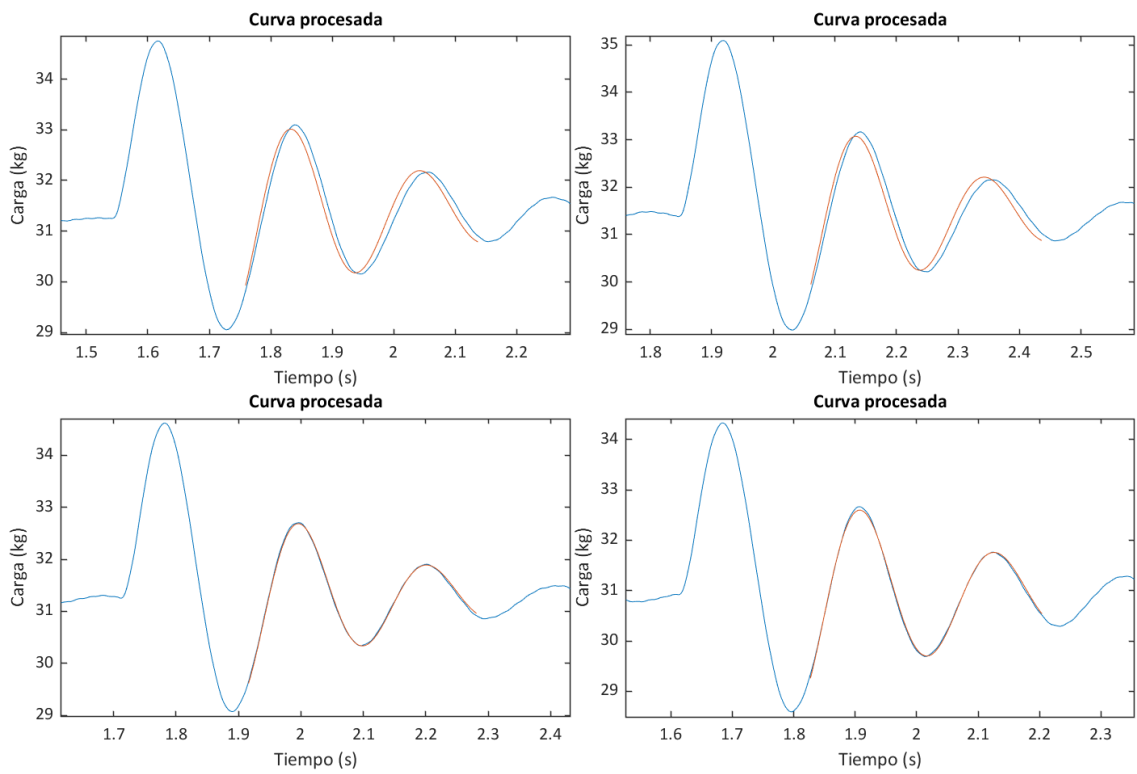 Curva procesada
Carga (kg)
34
33
32
31
30
29
1.5 1.6 1.7 1.8 1.9 2 2.1 2.2
Tiempo (s)
Curva procesada
Carga (kg)
35
34
33
32
31
30
29
1.8 1.9 2 2.1 2.2 2.3 2.4 2.5
Tiempo (s)
Curva procesada
Carga (kg)
34
33
32
31
30
29
1.7 1.8 1.9 2 2.1 2.2 2.3 2.4
Tiempo (s)
Curva procesada
Carga (kg)
34
33
32
31
30
29
1.6 1.7 1.8 1.9 2 2.1 2.2 2.3
Tiempo (s)